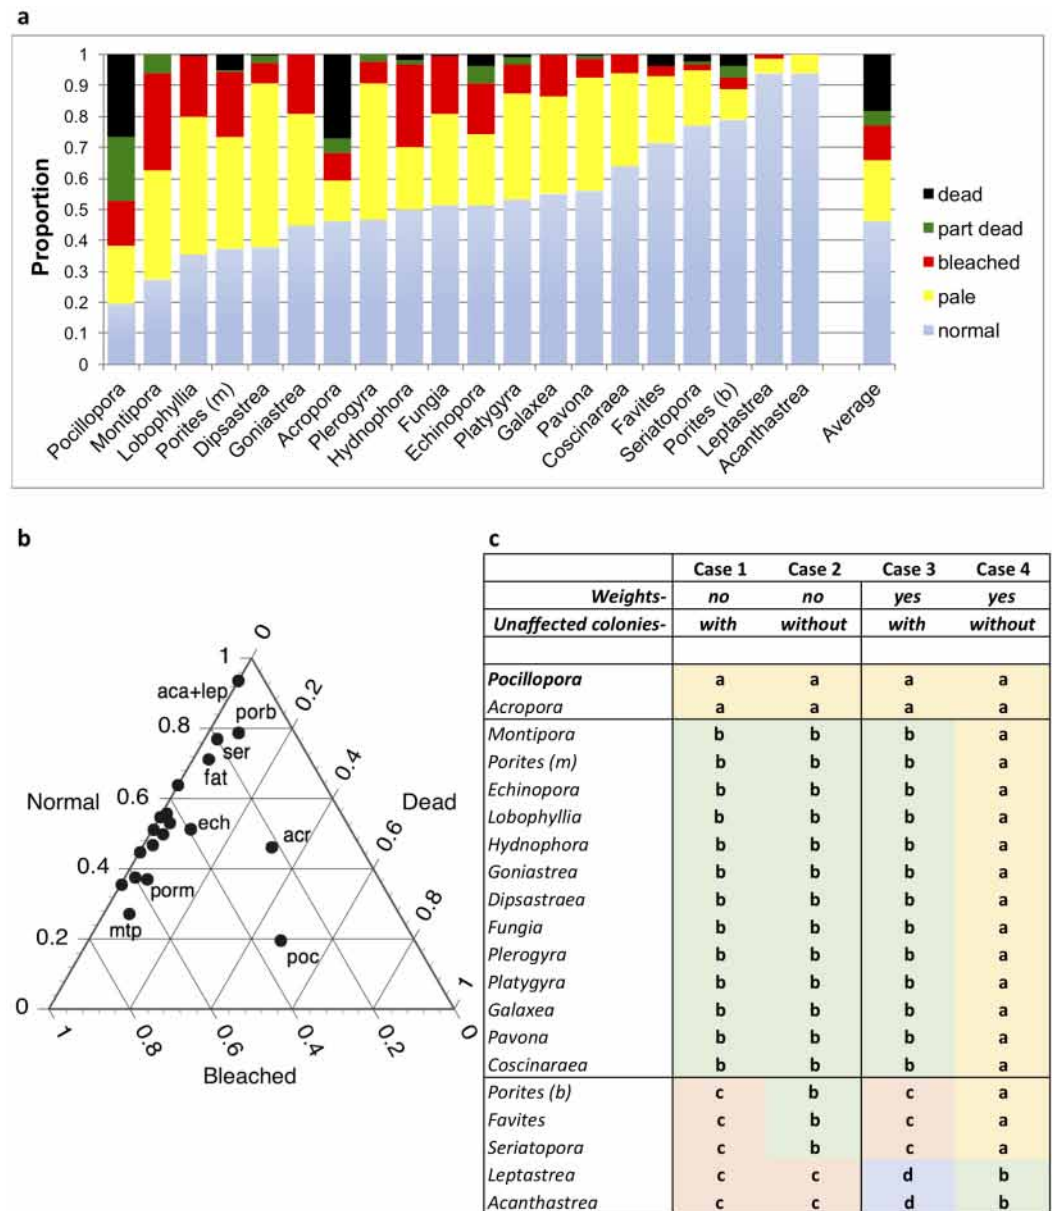 a
1
0.9
0.8
0.7
0.6
0.5
0.4
0.3
0.2
0.1
0
Proportion
Pocillopora
Montipora
Lobophyllia
Porites (m)
Dipsastrea
Goniastrea
Acropora
Plerogyra
Hydnophora
Fungia
Echinopora
Platygyra
Galaxea
Pavona
Coscinaraea
Favites
Seriatopora
Porites (b)
Leptastrea
Acanthastrea
Average
dead
part dead
bleached
pale
normal
b
1
0.8
0.6
0.4
0.2
0
Normal
0
0.2
0.4
0.6
0.8
1
Dead
1
0.8
0.6
0.4
0.2
0
Bleached
aca+lep
porb
ser
fat
ech
acr
porm
mtp
poc
c
Case 1 Case 2 Case 3 Case 4
Weights- no no yes yes
Unaffected colonies- with without with without
Pocillopora a a a a
Acropora a a a a
Montipora b b b a
Porites (m) b b b a
Echinopora b b b a
Lobophyllia b b b a
Hydnophora b b b a
Goniastrea b b b a
Dipsastraea b b b a
Fungia b b b a
Plerogyra b b b a
Platygyra b b b a
Galaxea b b b a
Pavona b b b a
Coscinaraea b b b a
Porites (b) c b c a
Favites c b c a
Seriatopora c b c a
Leptastrea c c d b
Acanthastrea c c d b